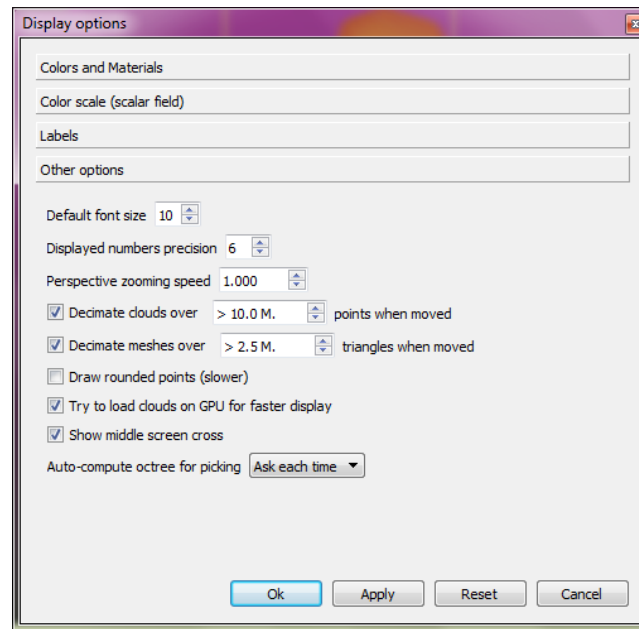 Display options
Colors and Materials
Color scale (scalar field)
Labels
Other options
Default font size 10
Displayed numbers precision 6
Perspective zooming speed 1.000
Decimate clouds over > 10.0 M. points when moved
Decimate meshes over > 2.5 M. triangles when moved
Draw rounded points (slower)
Try to load clouds on GPU for faster display
Show middle screen cross
Auto-compute octree for picking Ask each time
Ok Apply Reset Cancel